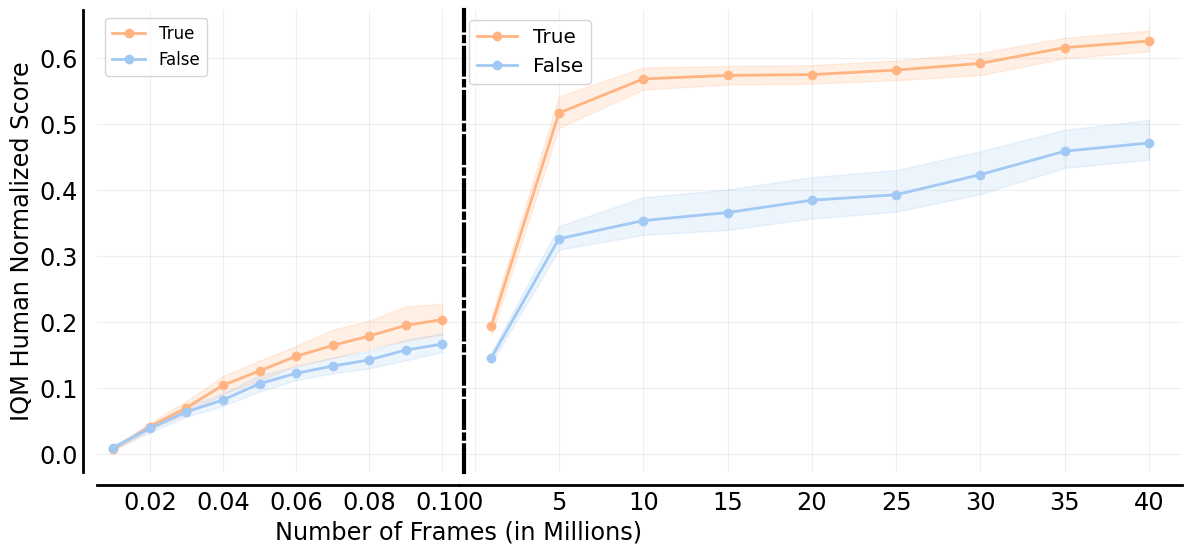 True
False
True
False
IQM Human Normalized Score
0.6
0.5
0.4
0.3
0.2
0.1
0.0
0.02 0.04 0.06 0.08 0.100 0 5 10 15 20 25 30 35 40
Number of Frames (in Millions)